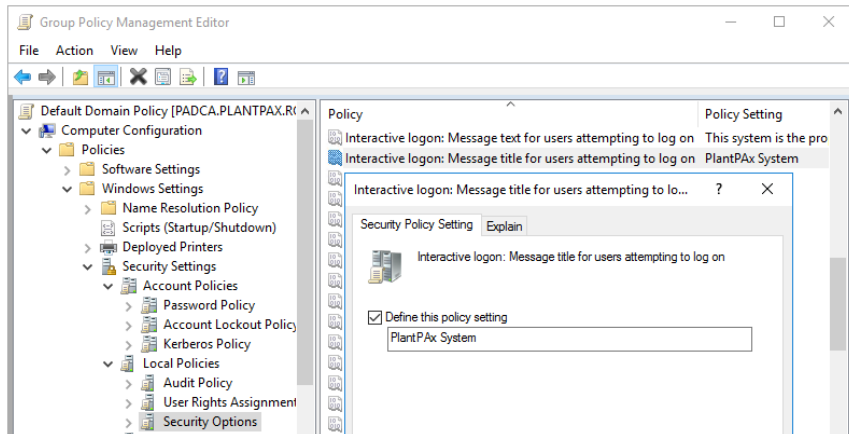 Group Policy Management Editor
File Action View Help
Default Domain Policy [PADCA.PLANTPAX.R
Computer Configuration
Policies
Software Settings
Windows Settings
Name Resolution Policy
Scripts (Startup/Shutdown)
Deployed Printers
Security Settings
Account Policies
Password Policy
Account Lockout Policy
Kerberos Policy
Local Policies
Audit Policy
User Rights Assignment
Security Options
Policy Policy Setting
Interactive logon: Message text for users attempting to log on This system is the pro
Interactive logon: Message title for users attempting to log on PlantPAx System
Interactive logon: Message title for users attempting to lo... ?
Security Policy Setting Explain
Interactive logon: Message title for users attempting to log on
Define this policy setting
PlantPAx System